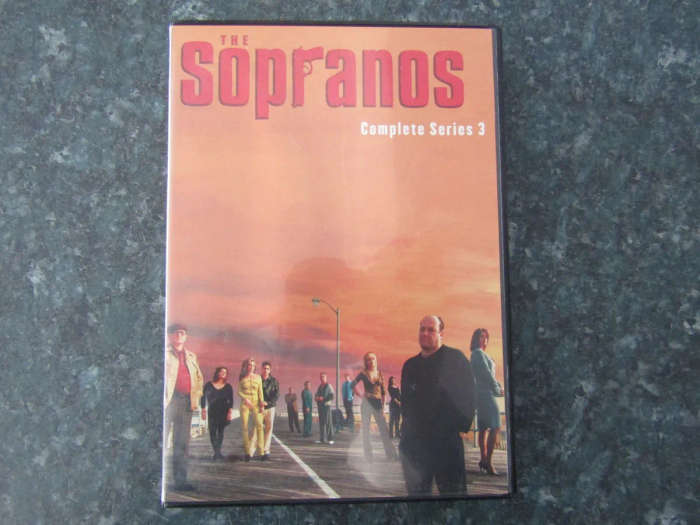 THE
Sopranos
Complete Series 3